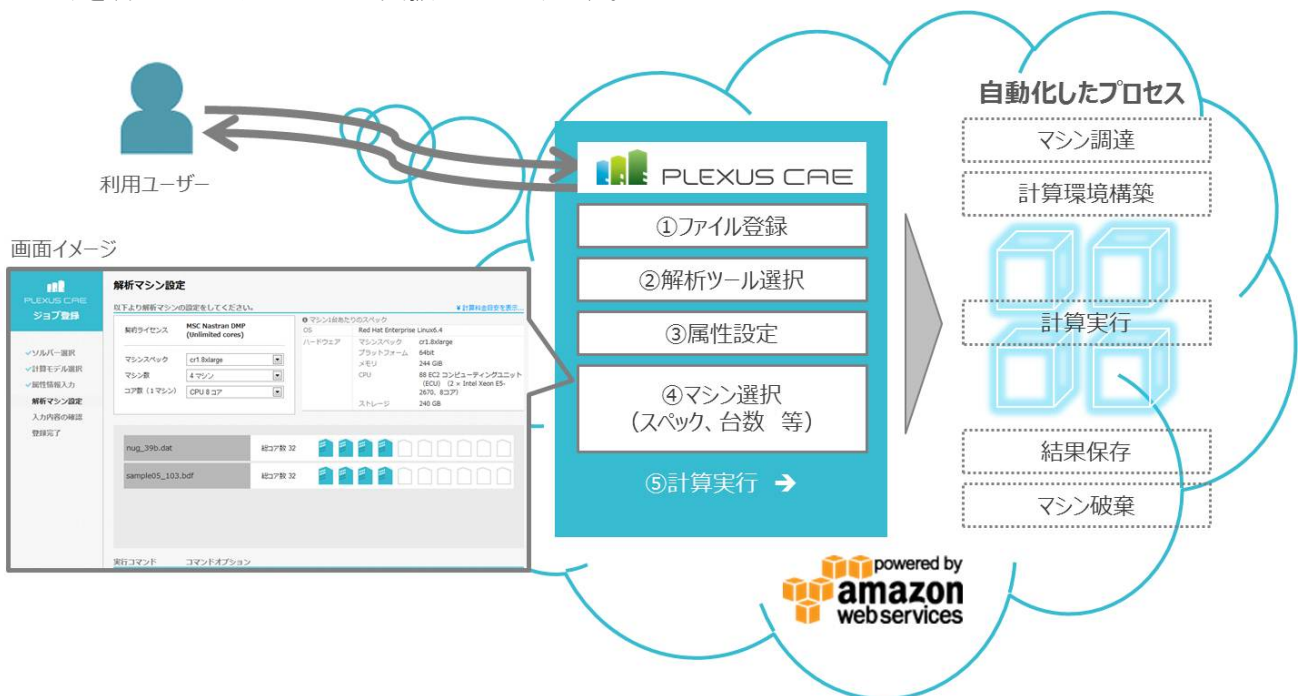 自動化したプロセス
マシン調達
計算環境構築
計算実行
結果保存
マシン破棄
利用ユーザー
PLEXUS CAE
①ファイル登録
②解析ツール選択
③属性設定
④マシン選択
(スペック、台数 等)
⑤計算実行 ➔
画面イメージ
PLEXUS CAE
ジョブ登録
✓ソルバー選択
✓計算モデル選択
✓属性情報入力
解析マシン設定
入力内容の確認
登録完了
解析マシン設定
以下より解析マシンの設定をしてください。
¥計算料金目安を表示...
契約ライセンス MSC Nastran DMP
(Unlimited cores)
マシンスペック cr1.8xlarge
マシン数 4 マシン
コア数 (1マシン) CPU 8 コア
マシン1台あたりのスペック
OS Red Hat Enterprise Linux6.4
ハードウェア マシンスペック cr1.8xlarge
プラットフォーム 64bit
メモリ 244 GiB
CPU 88 EC2 コンピューティングユニット
(ECU) (2 × Intel Xeon E5-
2670、8コア)
ストレージ 240 GB
nug_39b.dat 総コア数 32
sample05_103.bdf 総コア数 32
実行コマンド コマンドオプション
powered by
amazon
web services